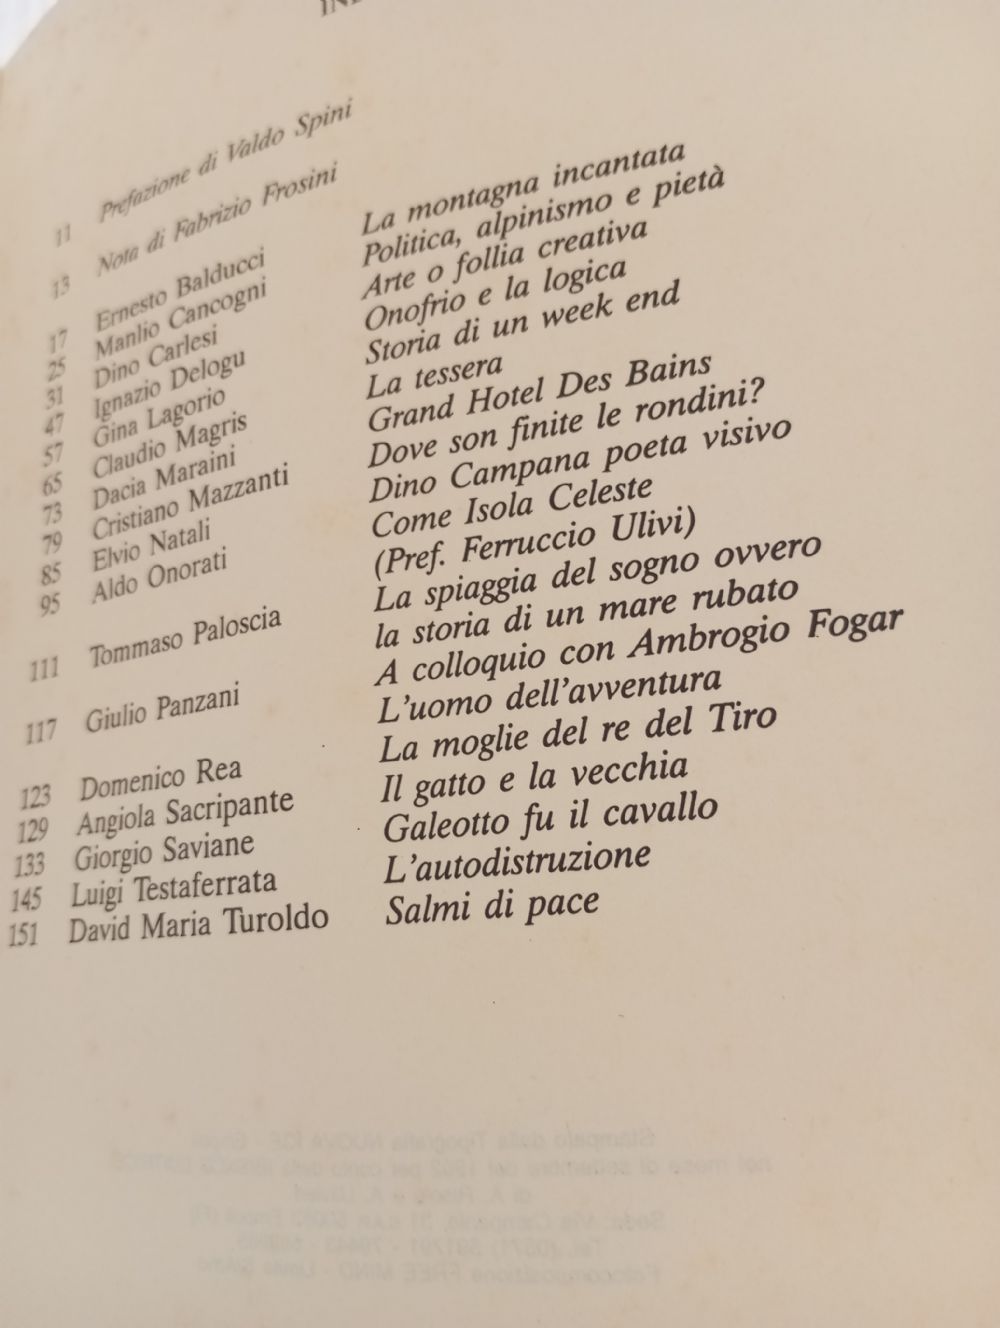 11 Prefazione di Valdo Spini
13 Nota di Fabrizio Frosini
17 Ernesto Balducci La montagna incantata
25 Manlio Cancogni Politica, alpinismo e pietà
31 Dino Carlesi Arte o follia creativa
47 Ignazio Delogu Onofrio e la logica
57 Gina Lagorio Storia di un week end
65 Claudio Magris La tessera
73 Dacia Maraini Grand Hotel Des Bains
79 Cristiano Mazzanti Dove son finite le rondini?
85 Elvio Natali Dino Campana poeta visivo
95 Aldo Onorati Come Isola Celeste
(Pref. Ferruccio Ulivi)
111 Tommaso Paloscia La spiaggia del sogno ovvero
la storia di un mare rubato
117 Giulio Panzani A colloquio con Ambrogio Fogar
L'uomo dell'avventura
123 Domenico Rea La moglie del re del Tiro
129 Angiola Sacripante Il gatto e la vecchia
133 Giorgio Saviane Galeotto fu il cavallo
145 Luigi Testaferrata L'autodistruzione
151 David Maria Turoldo Salmi di pace